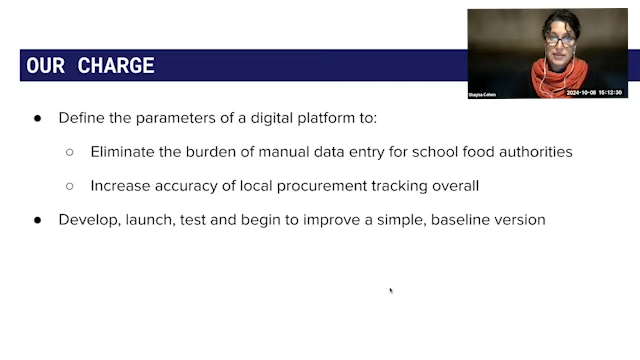 OUR CHARGE
Shayna Cohen
2024-10-08 15:12:30
● Define the parameters of a digital platform to:
○ Eliminate the burden of manual data entry for school food authorities
○ Increase accuracy of local procurement tracking overall
● Develop, launch, test and begin to improve a simple, baseline version